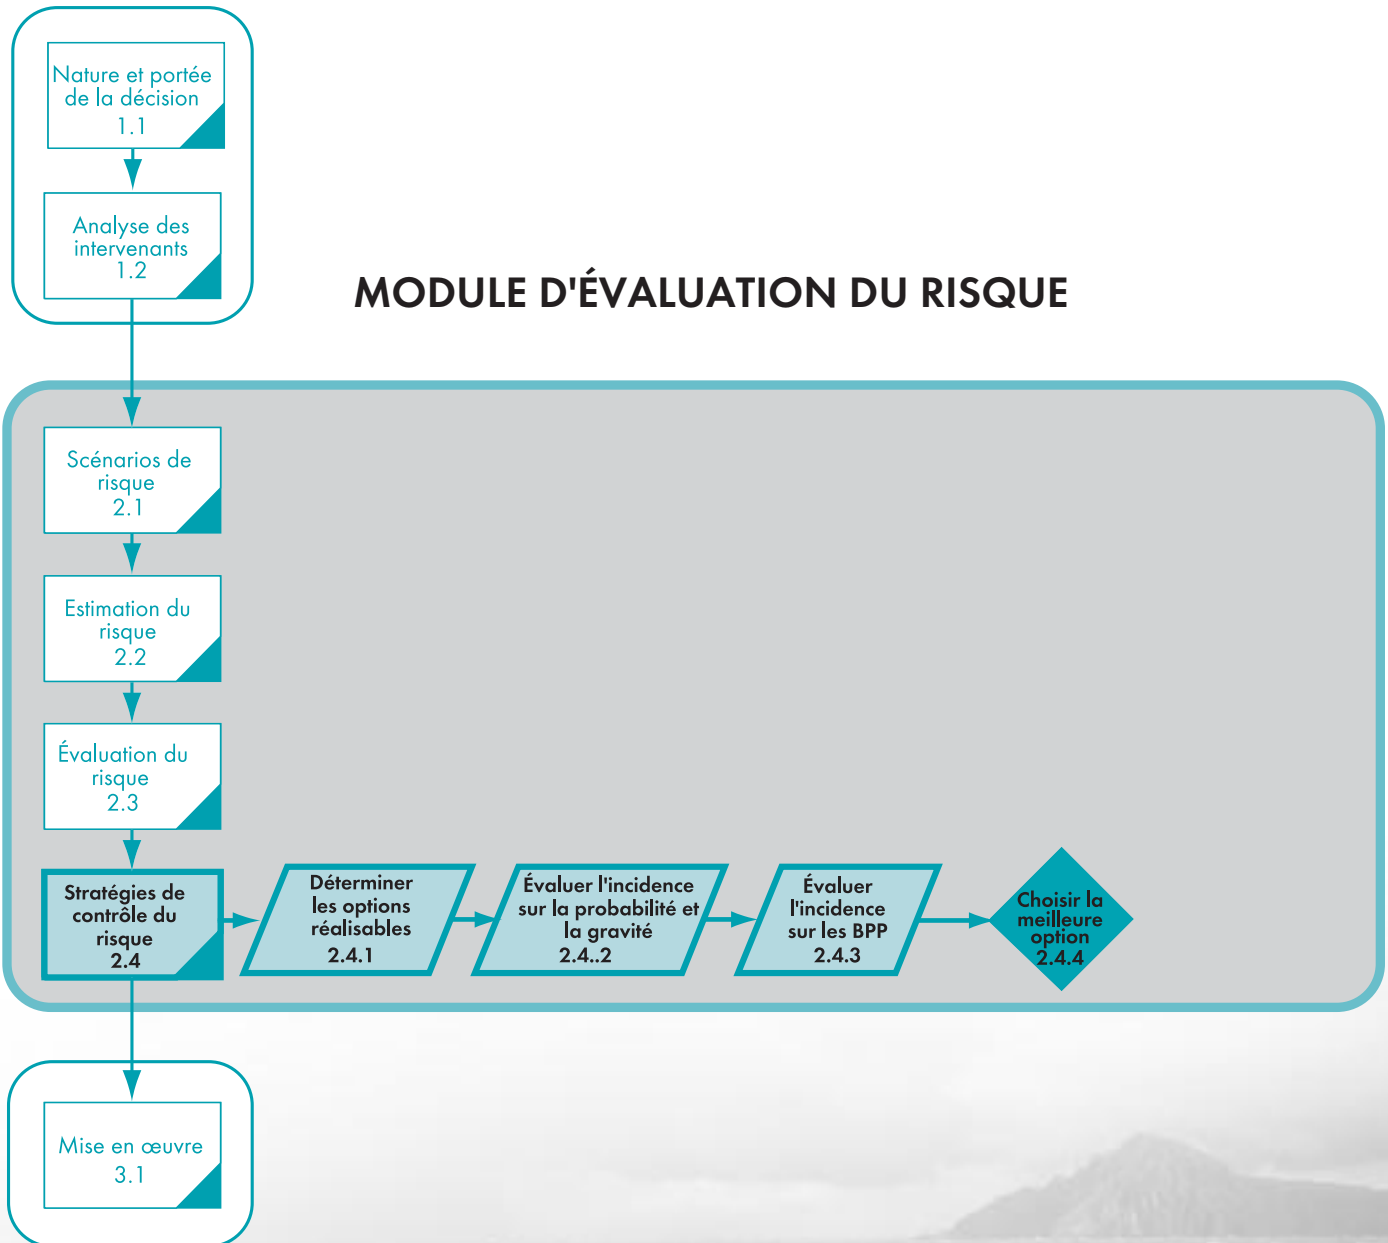 Nature et portée
de la décision
1.1
Analyse des
intervenants
1.2
MODULE D'ÉVALUATION DU RISQUE
Scénarios de
risque
2.1
Estimation du
risque
2.2
Évaluation du
risque
2.3
Stratégies de
contrôle du
risque
2.4
Déterminer
les options
réalisables
2.4.1
Évaluer l'incidence
sur la probabilité et
la gravité
2.4..2
Évaluer
l'incidence
sur les BPP
2.4.3
Choisir la
meilleure
option
2.4.4
Mise en œuvre
3.1